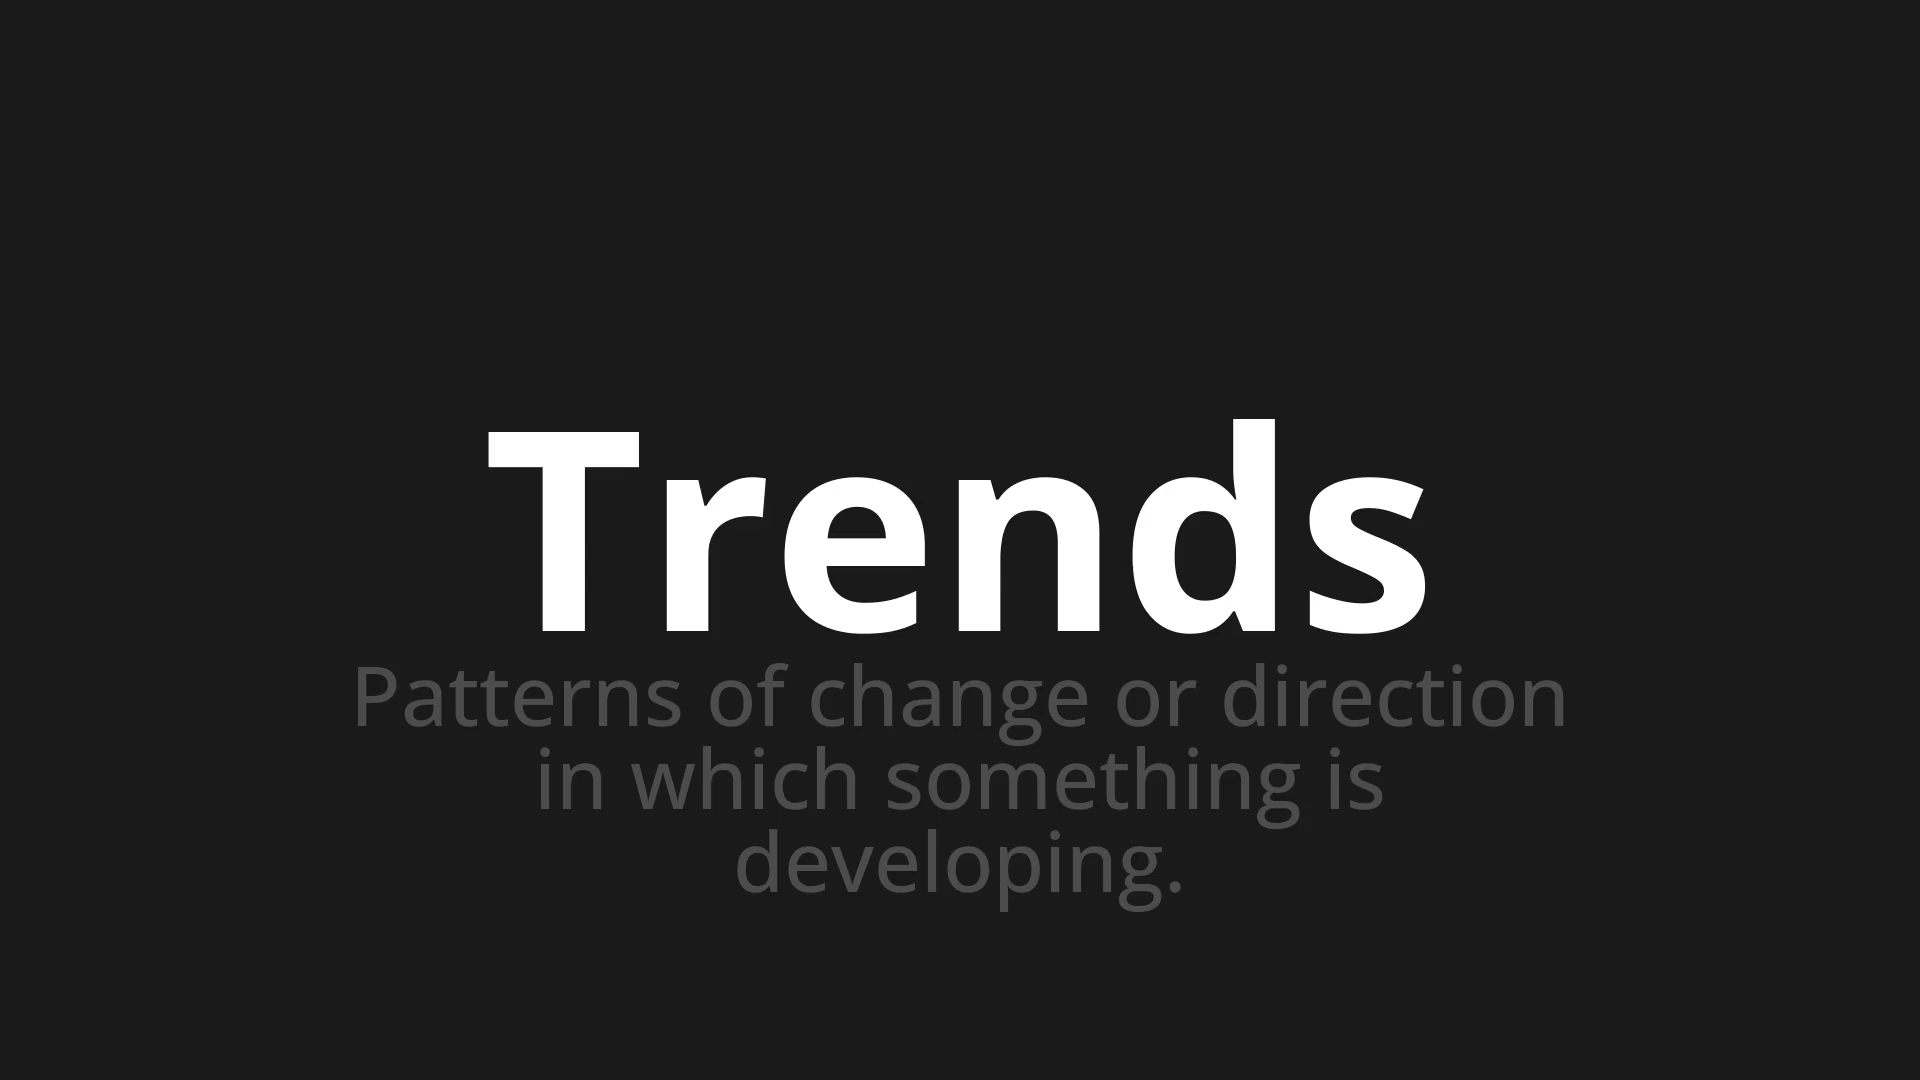 Trends
Patterns of change or direction
in which something is
developing.